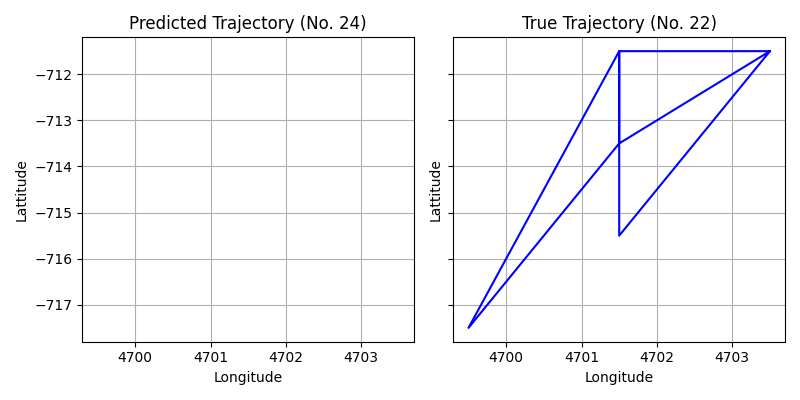 Predicted Trajectory (No. 24)
True Trajectory (No. 22)
Lattitude
−712
−713
−714
−715
−716
−717
4700 4701 4702 4703
Longitude
Lattitude
4700 4701 4702 4703
Longitude